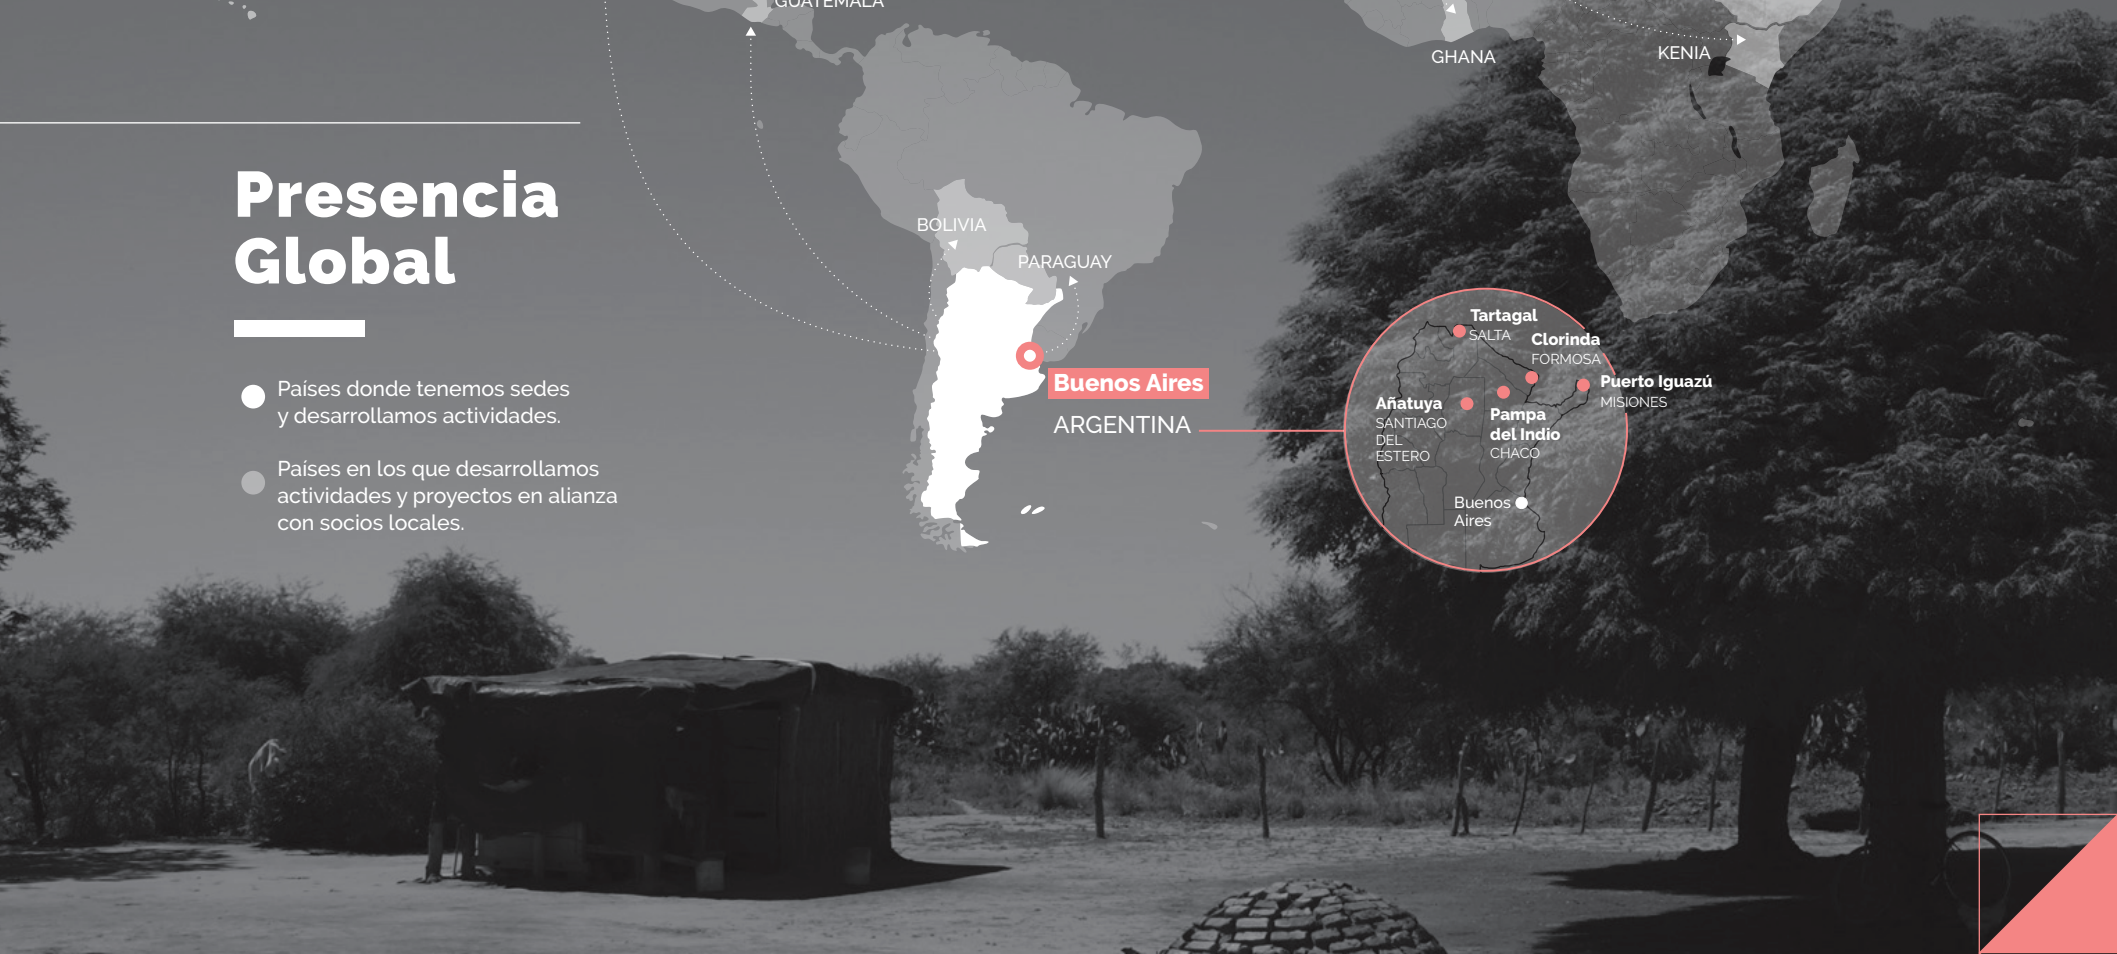 GUATEMALA
GHANA
KENIA
Presencia
Global
BOLIVIA
PARAGUAY
Países donde tenemos sedes
y desarrollamos actividades.
Países en los que desarrollamos
actividades y proyectos en alianza
con socios locales.
Buenos Aires
ARGENTINA
Tartagal
SALTA
Clorinda
FORMOSA
Puerto Iguazú
MISIONES
Añatuya
SANTIAGO
DEL
ESTERO
Pampa
del Indio
CHACO
Buenos
Aires